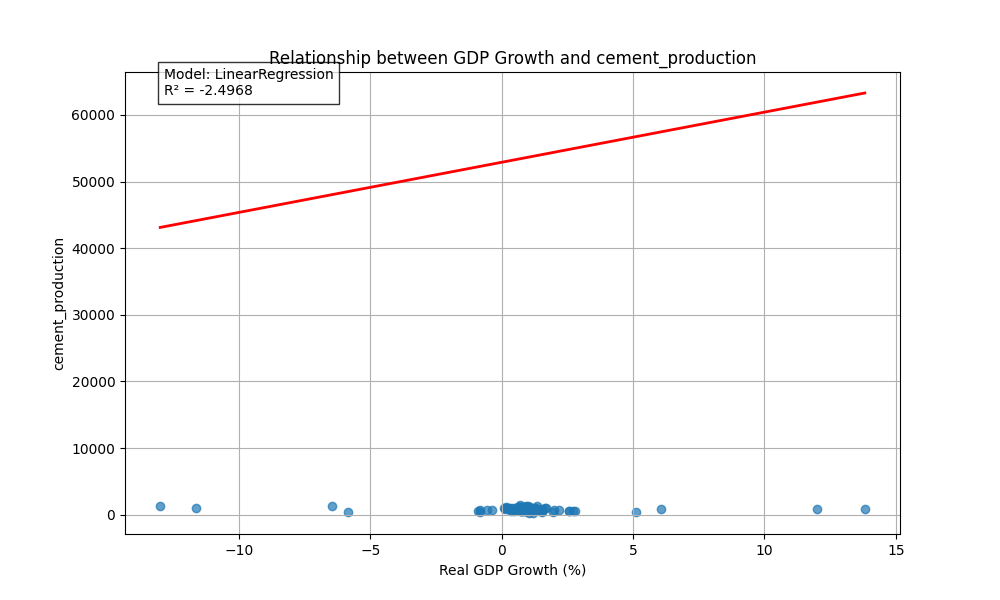 Relationship between GDP Growth and cement_production
Model: LinearRegression
R² = -2.4968
60000
50000
40000
30000
20000
10000
0
cement_production
−10
−5
0
5
10
15
Real GDP Growth (%)